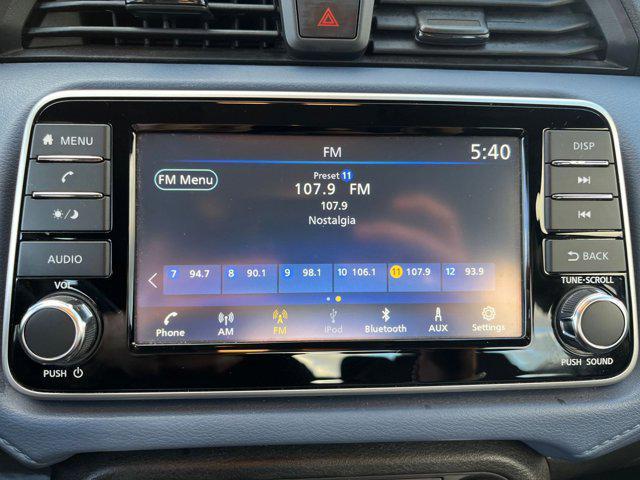 MENU
AUDIO
VOL
PUSH
FM
5:40
FM Menu
Preset 11
107.9 FM
107.9
Nostalgia
7 94.7 8 90.1 9 98.1 10 106.1 11 107.9 12 93.9
Phone AM FM iPod Bluetooth AUX Settings
DISP
BACK
TUNE·SCROLL
PUSH SOUND